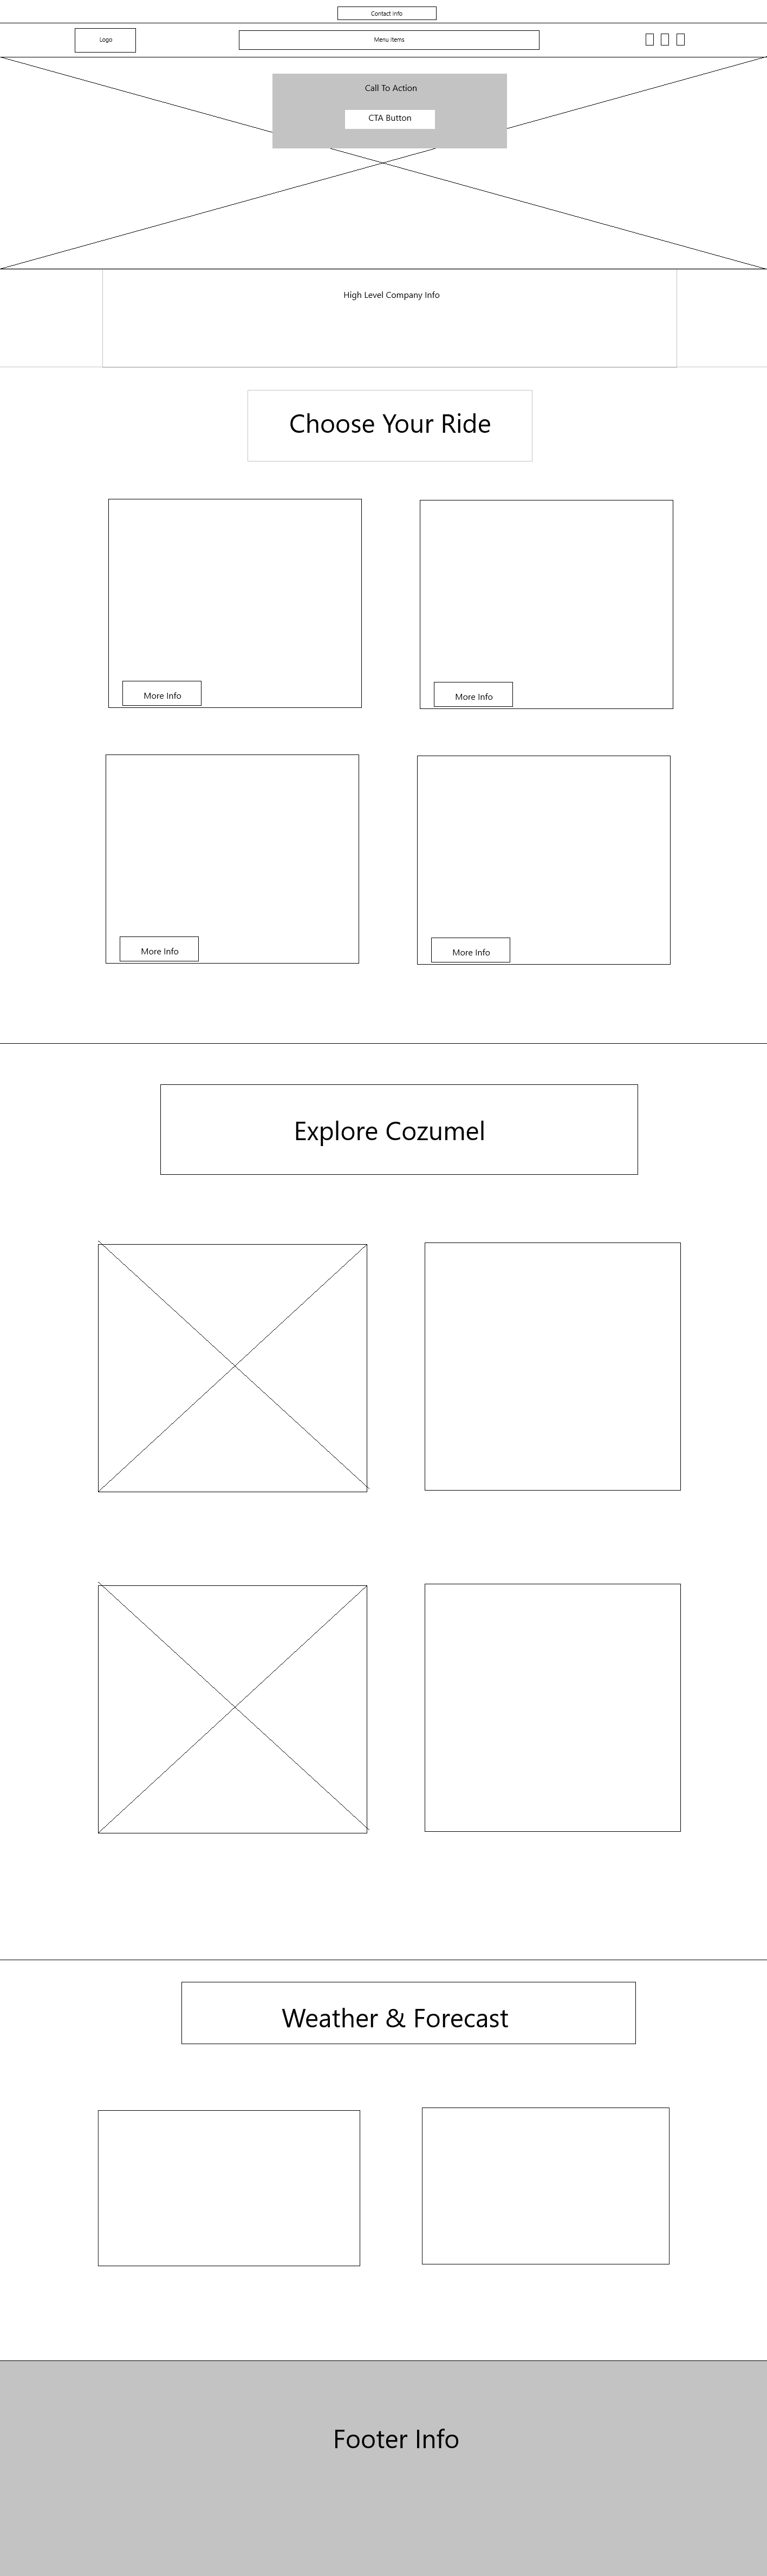 Contact Info
Logo
Menu Items
Call To Action
CTA Button
High Level Company Info
Choose Your Ride
More Info
More Info
More Info
More Info
Explore Cozumel
Weather & Forecast
Footer Info